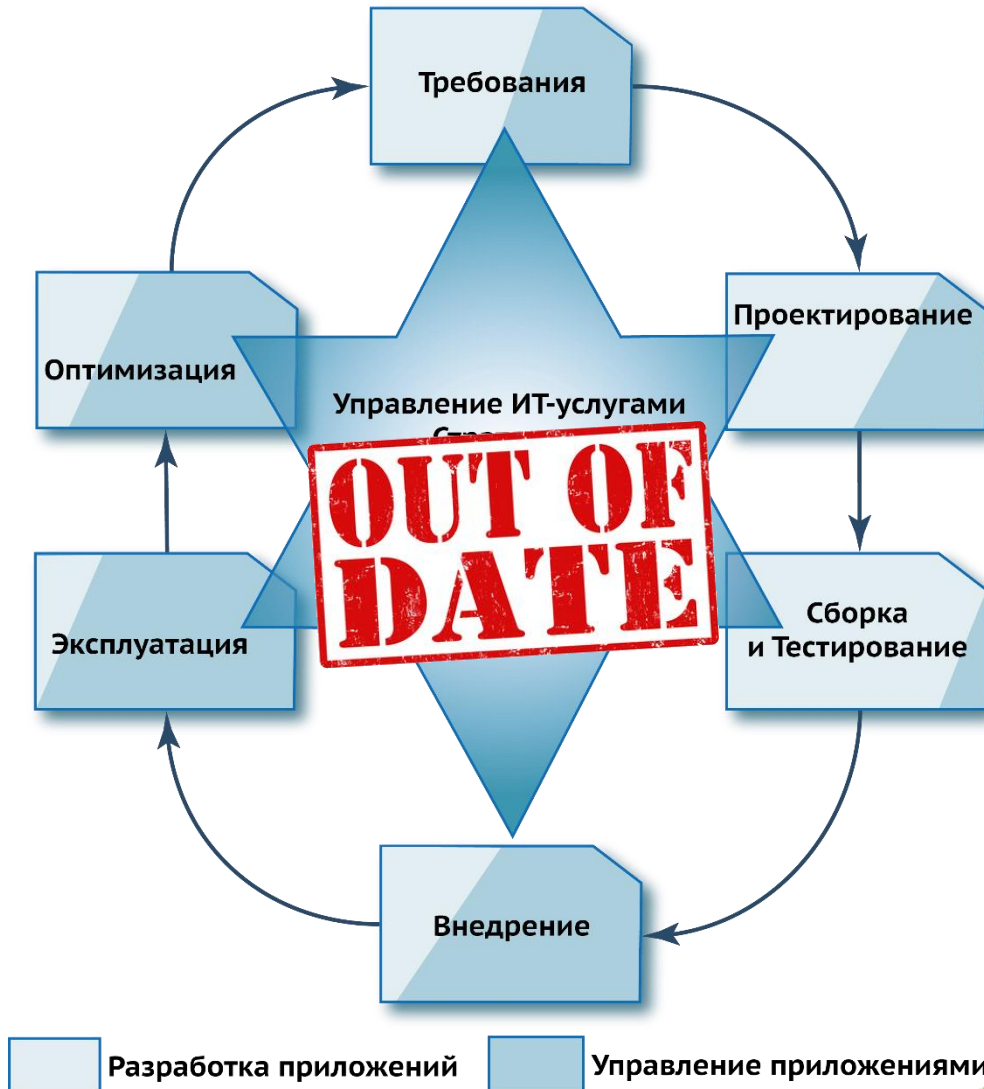 Требования
Проектирование
Оптимизация
Управление ИТ-услугами
OUT OF
DATE
Сборка
и Тестирование
Эксплуатация
Внедрение
Разработка приложений
Управление приложениями